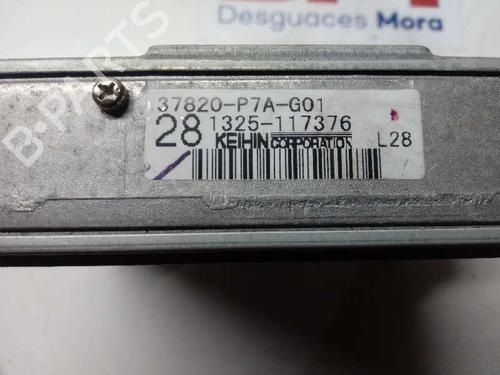 Desguaces Mora
B-PARTS
37820-P7A-G01
28 1325-117376
KEIHIN CORPORATION L28